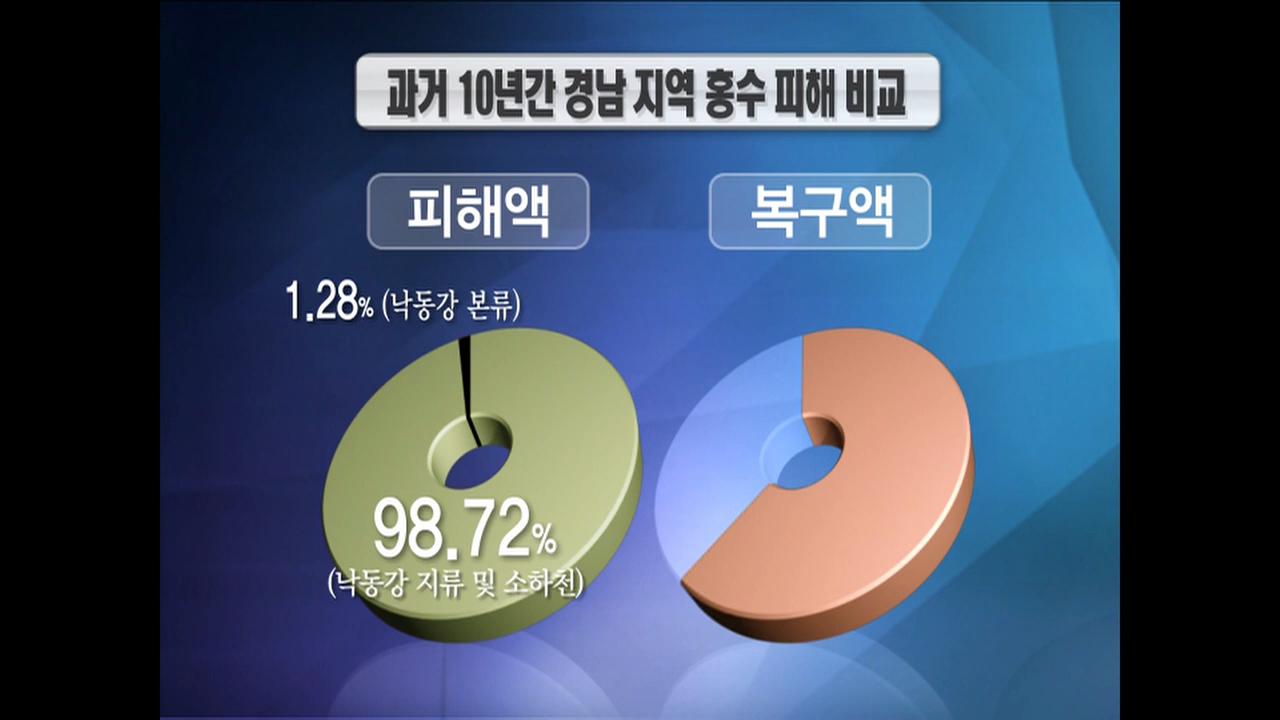 과거 10년간 경남 지역 홍수 피해 비교
피해액
복구액
1.28% (낙동강 본류)
98.72%
(낙동강 지류 및 소하천)